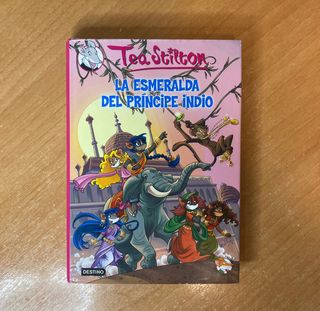 Tea Stilton
LA ESMERALDA
DEL PRÍNCIPE INDIO
DESTINO